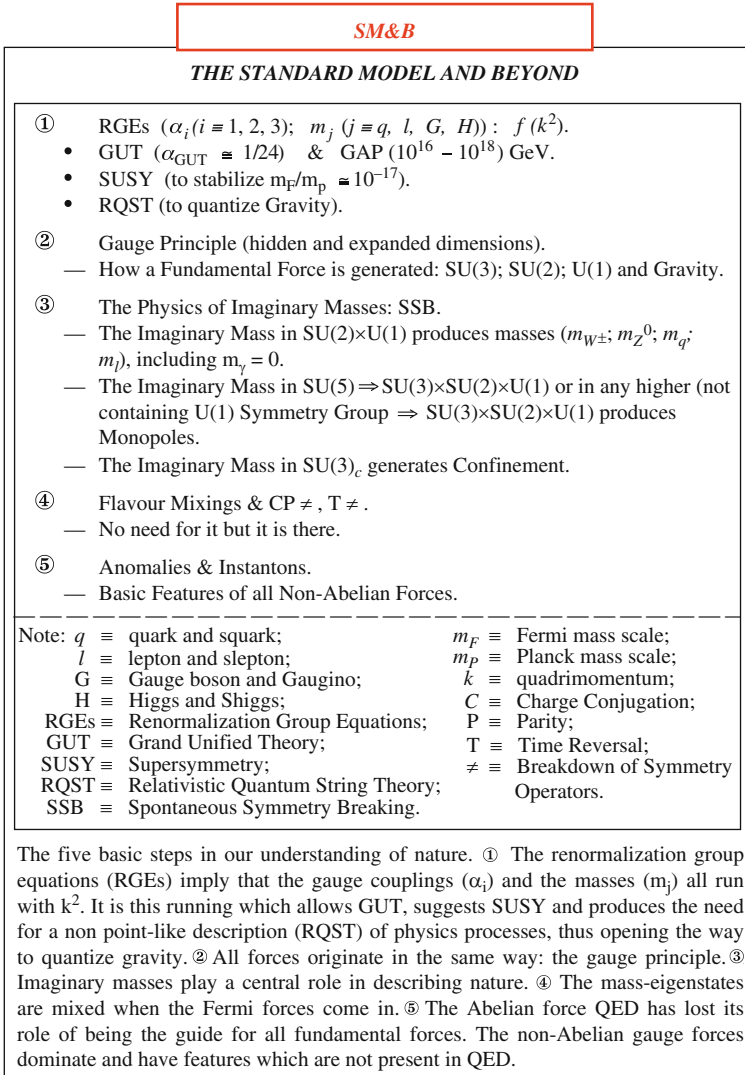 SM&B
THE STANDARD MODEL AND BEYOND
① RGEs (αᵢ(i ≡ 1, 2, 3); mⱼ (j ≡ q, l, G, H)) : f (k²).
• GUT (α_GUT ≅ 1/24) & GAP (10¹⁶ – 10¹⁸) GeV.
• SUSY (to stabilize m_F/m_p ≅ 10⁻¹⁷).
• RQST (to quantize Gravity).
② Gauge Principle (hidden and expanded dimensions).
— How a Fundamental Force is generated: SU(3); SU(2); U(1) and Gravity.
③ The Physics of Imaginary Masses: SSB.
— The Imaginary Mass in SU(2)×U(1) produces masses (m_W±; m_Z⁰; m_q;
m_l), including m_γ = 0.
— The Imaginary Mass in SU(5) ⇒ SU(3)×SU(2)×U(1) or in any higher (not
containing U(1) Symmetry Group ⇒ SU(3)×SU(2)×U(1) produces
Monopoles.
— The Imaginary Mass in SU(3)_c generates Confinement.
④ Flavour Mixings & CP ≠ , T ≠ .
— No need for it but it is there.
⑤ Anomalies & Instantons.
— Basic Features of all Non-Abelian Forces.
Note: q ≡ quark and squark;
l ≡ lepton and slepton;
G ≡ Gauge boson and Gaugino;
H ≡ Higgs and Shiggs;
RGEs ≡ Renormalization Group Equations;
GUT ≡ Grand Unified Theory;
SUSY ≡ Supersymmetry;
RQST ≡ Relativistic Quantum String Theory;
SSB ≡ Spontaneous Symmetry Breaking.
m_F ≡ Fermi mass scale;
m_P ≡ Planck mass scale;
k ≡ quadrimomentum;
C ≡ Charge Conjugation;
P ≡ Parity;
T ≡ Time Reversal;
≠ ≡ Breakdown of Symmetry
Operators.
The five basic steps in our understanding of nature. ① The renormalization group
equations (RGEs) imply that the gauge couplings (αᵢ) and the masses (mⱼ) all run
with k². It is this running which allows GUT, suggests SUSY and produces the need
for a non point-like description (RQST) of physics processes, thus opening the way
to quantize gravity. ② All forces originate in the same way: the gauge principle. ③
Imaginary masses play a central role in describing nature. ④ The mass-eigenstates
are mixed when the Fermi forces come in. ⑤ The Abelian force QED has lost its
role of being the guide for all fundamental forces. The non-Abelian gauge forces
dominate and have features which are not present in QED.